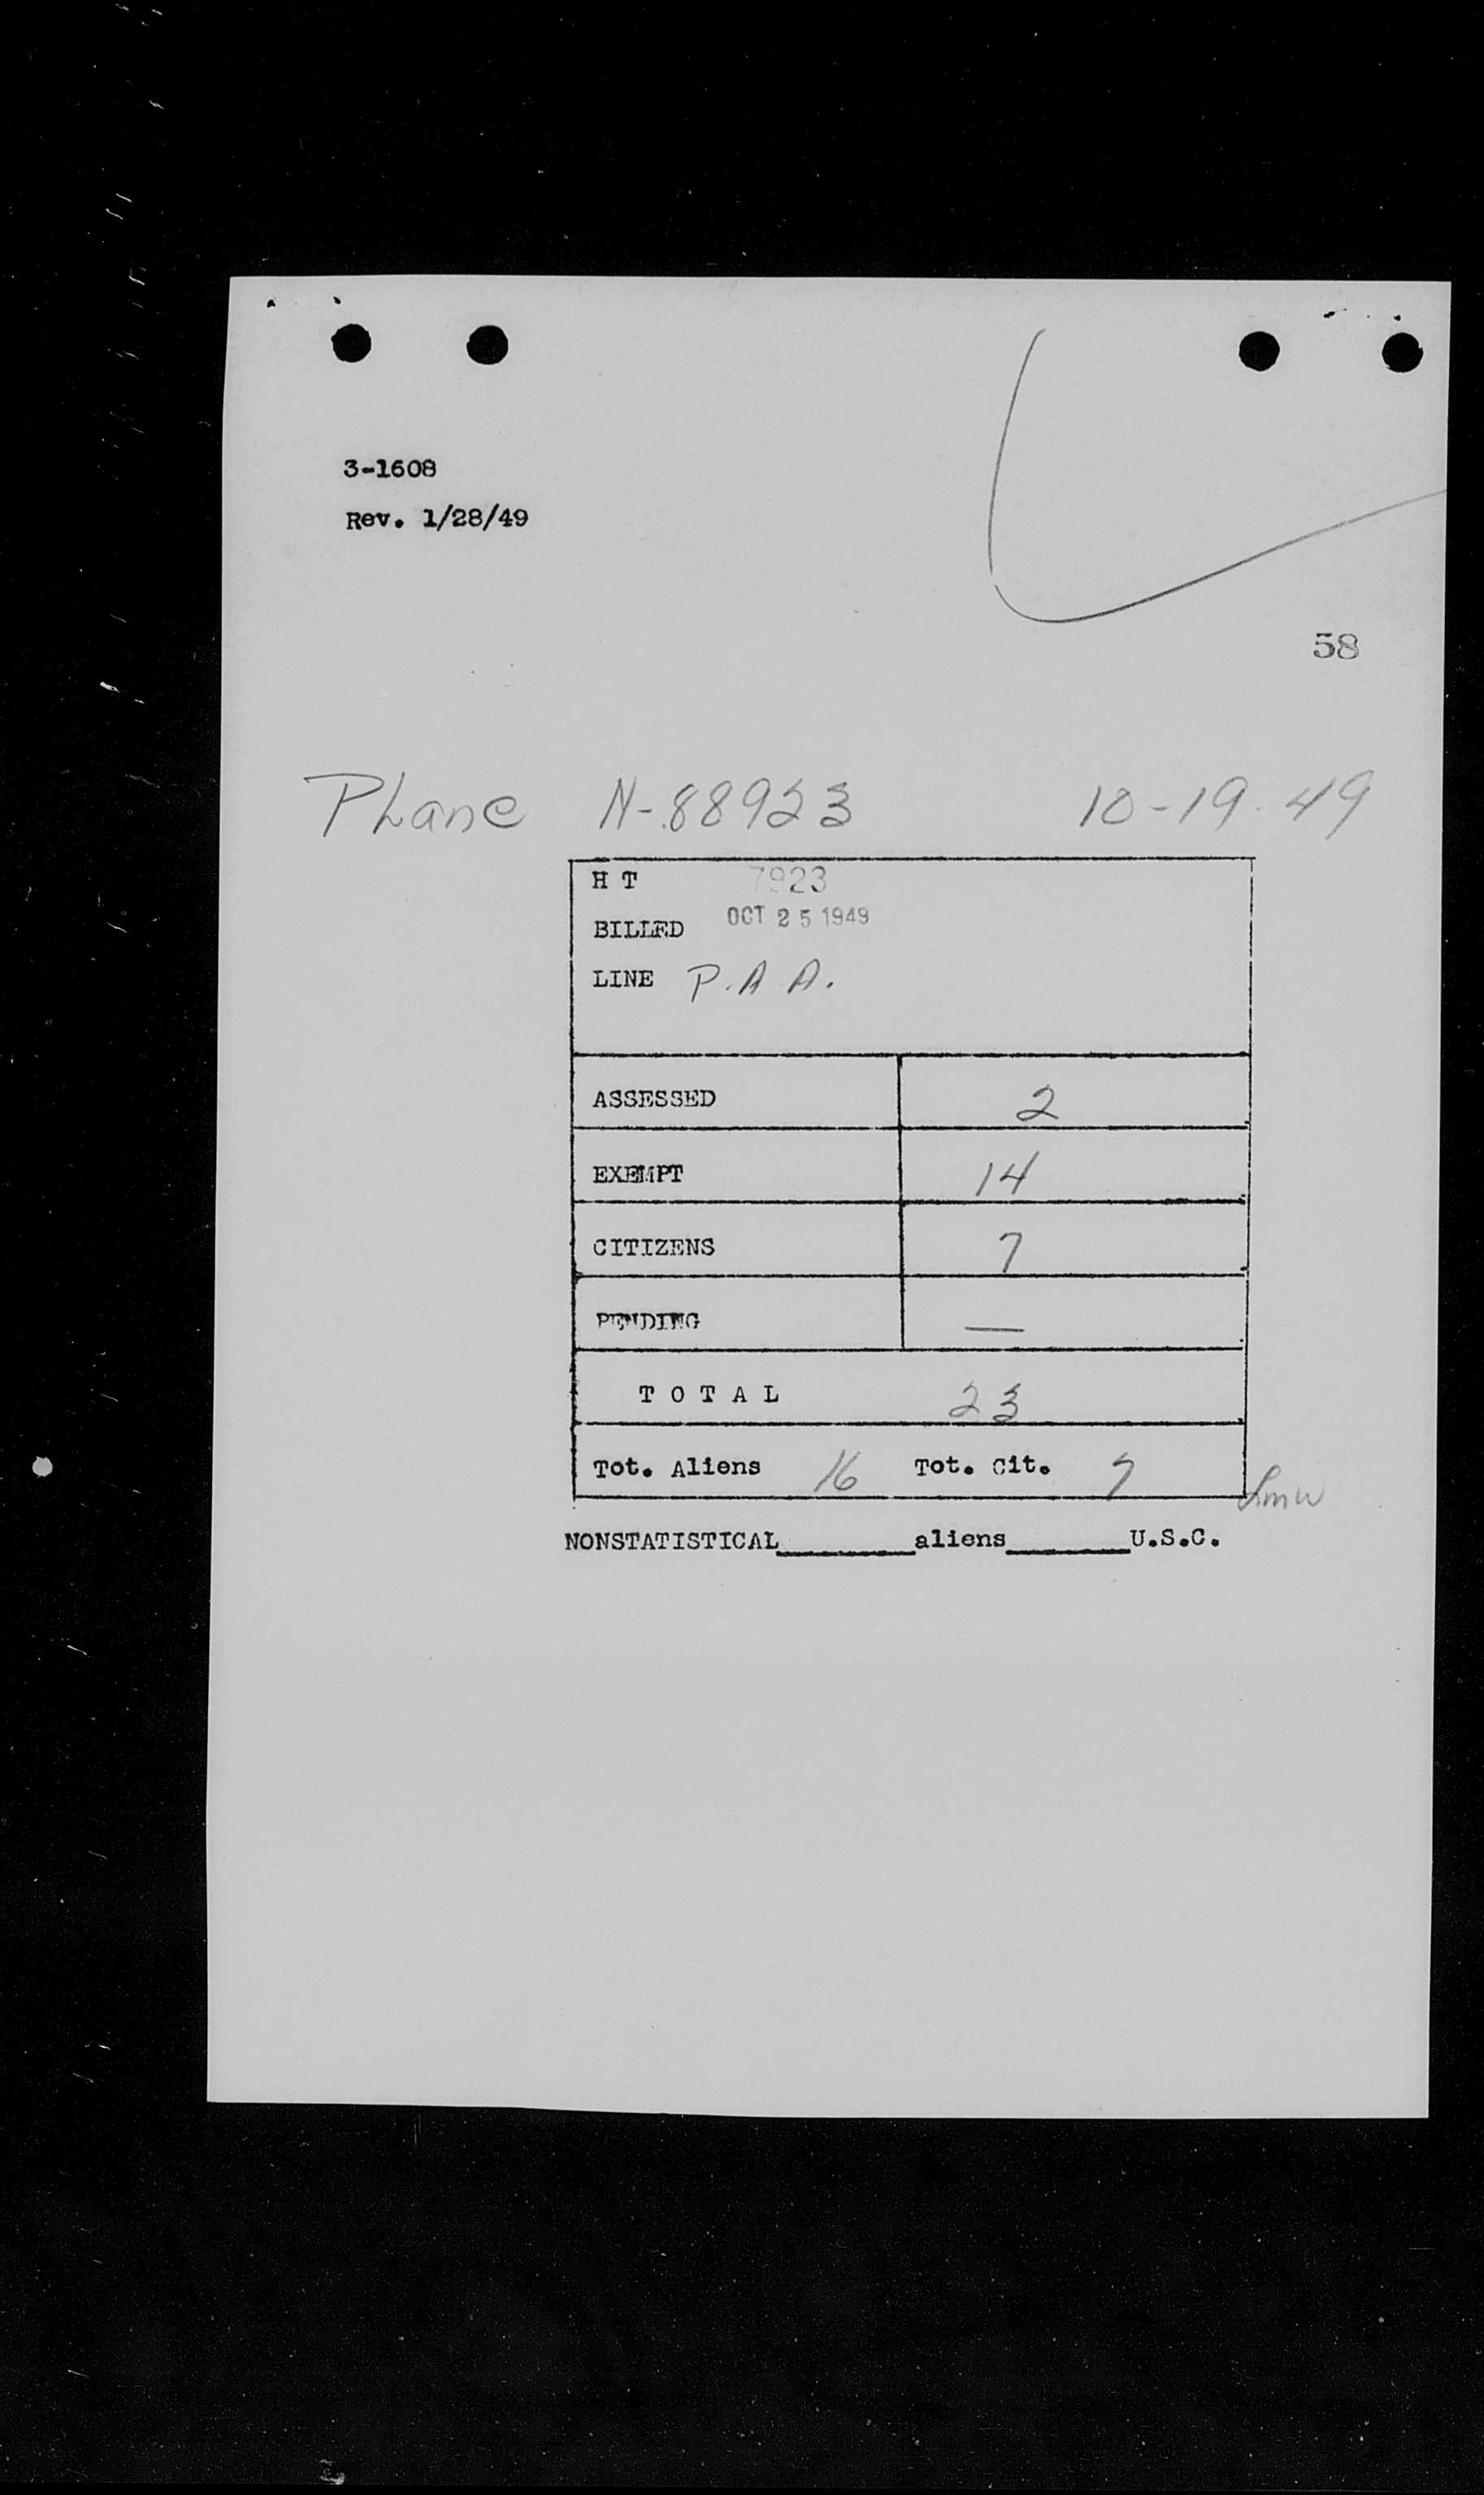 3-1608
Rev. 1/28/49
58
PLane N-88923 10-19-49
H T 7923
BILLED OCT 25 1949
LINE P.A A.
ASSESSED 2
EXEMPT 14
CITIZENS 7
PENDING —
TOTAL 23
Tot. Aliens 16 Tot. Cit. 7
NONSTATISTICAL________aliens________U.S.C.